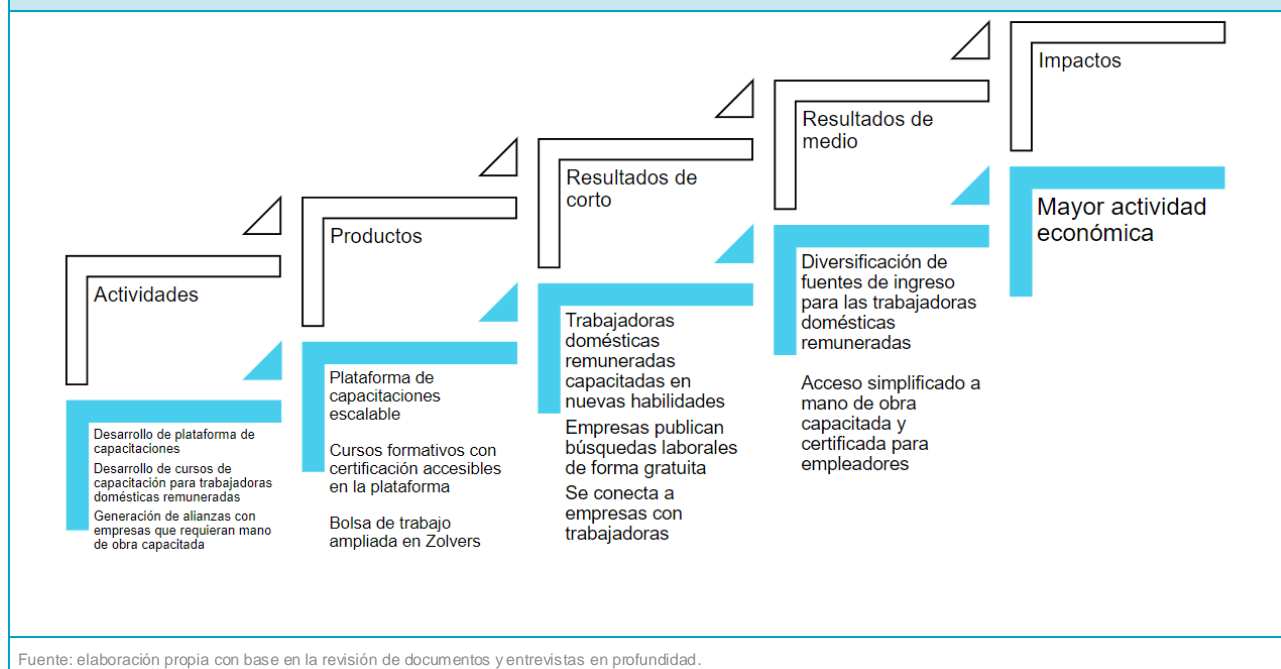 Actividades
Desarrollo de plataforma de
capacitaciones
Desarrollo de cursos de
capacitación para trabajadoras
domésticas remuneradas
Generación de alianzas con
empresas que requieran mano
de obra capacitada
Productos
Plataforma de
capacitaciones
escalable
Cursos formativos con
certificación accesibles
en la plataforma
Bolsa de trabajo
ampliada en Zolvers
Resultados de
corto
Trabajadoras
domésticas
remuneradas
capacitadas en
nuevas habilidades
Empresas publican
búsquedas laborales
de forma gratuita
Se conecta a
empresas con
trabajadoras
Resultados de
medio
Diversificación de
fuentes de ingreso
para las trabajadoras
domésticas
remuneradas
Acceso simplificado a
mano de obra
capacitada y
certificada para
empleadores
Impactos
Mayor actividad
económica
Fuente: elaboración propia con base en la revisión de documentos y entrevistas en profundidad.